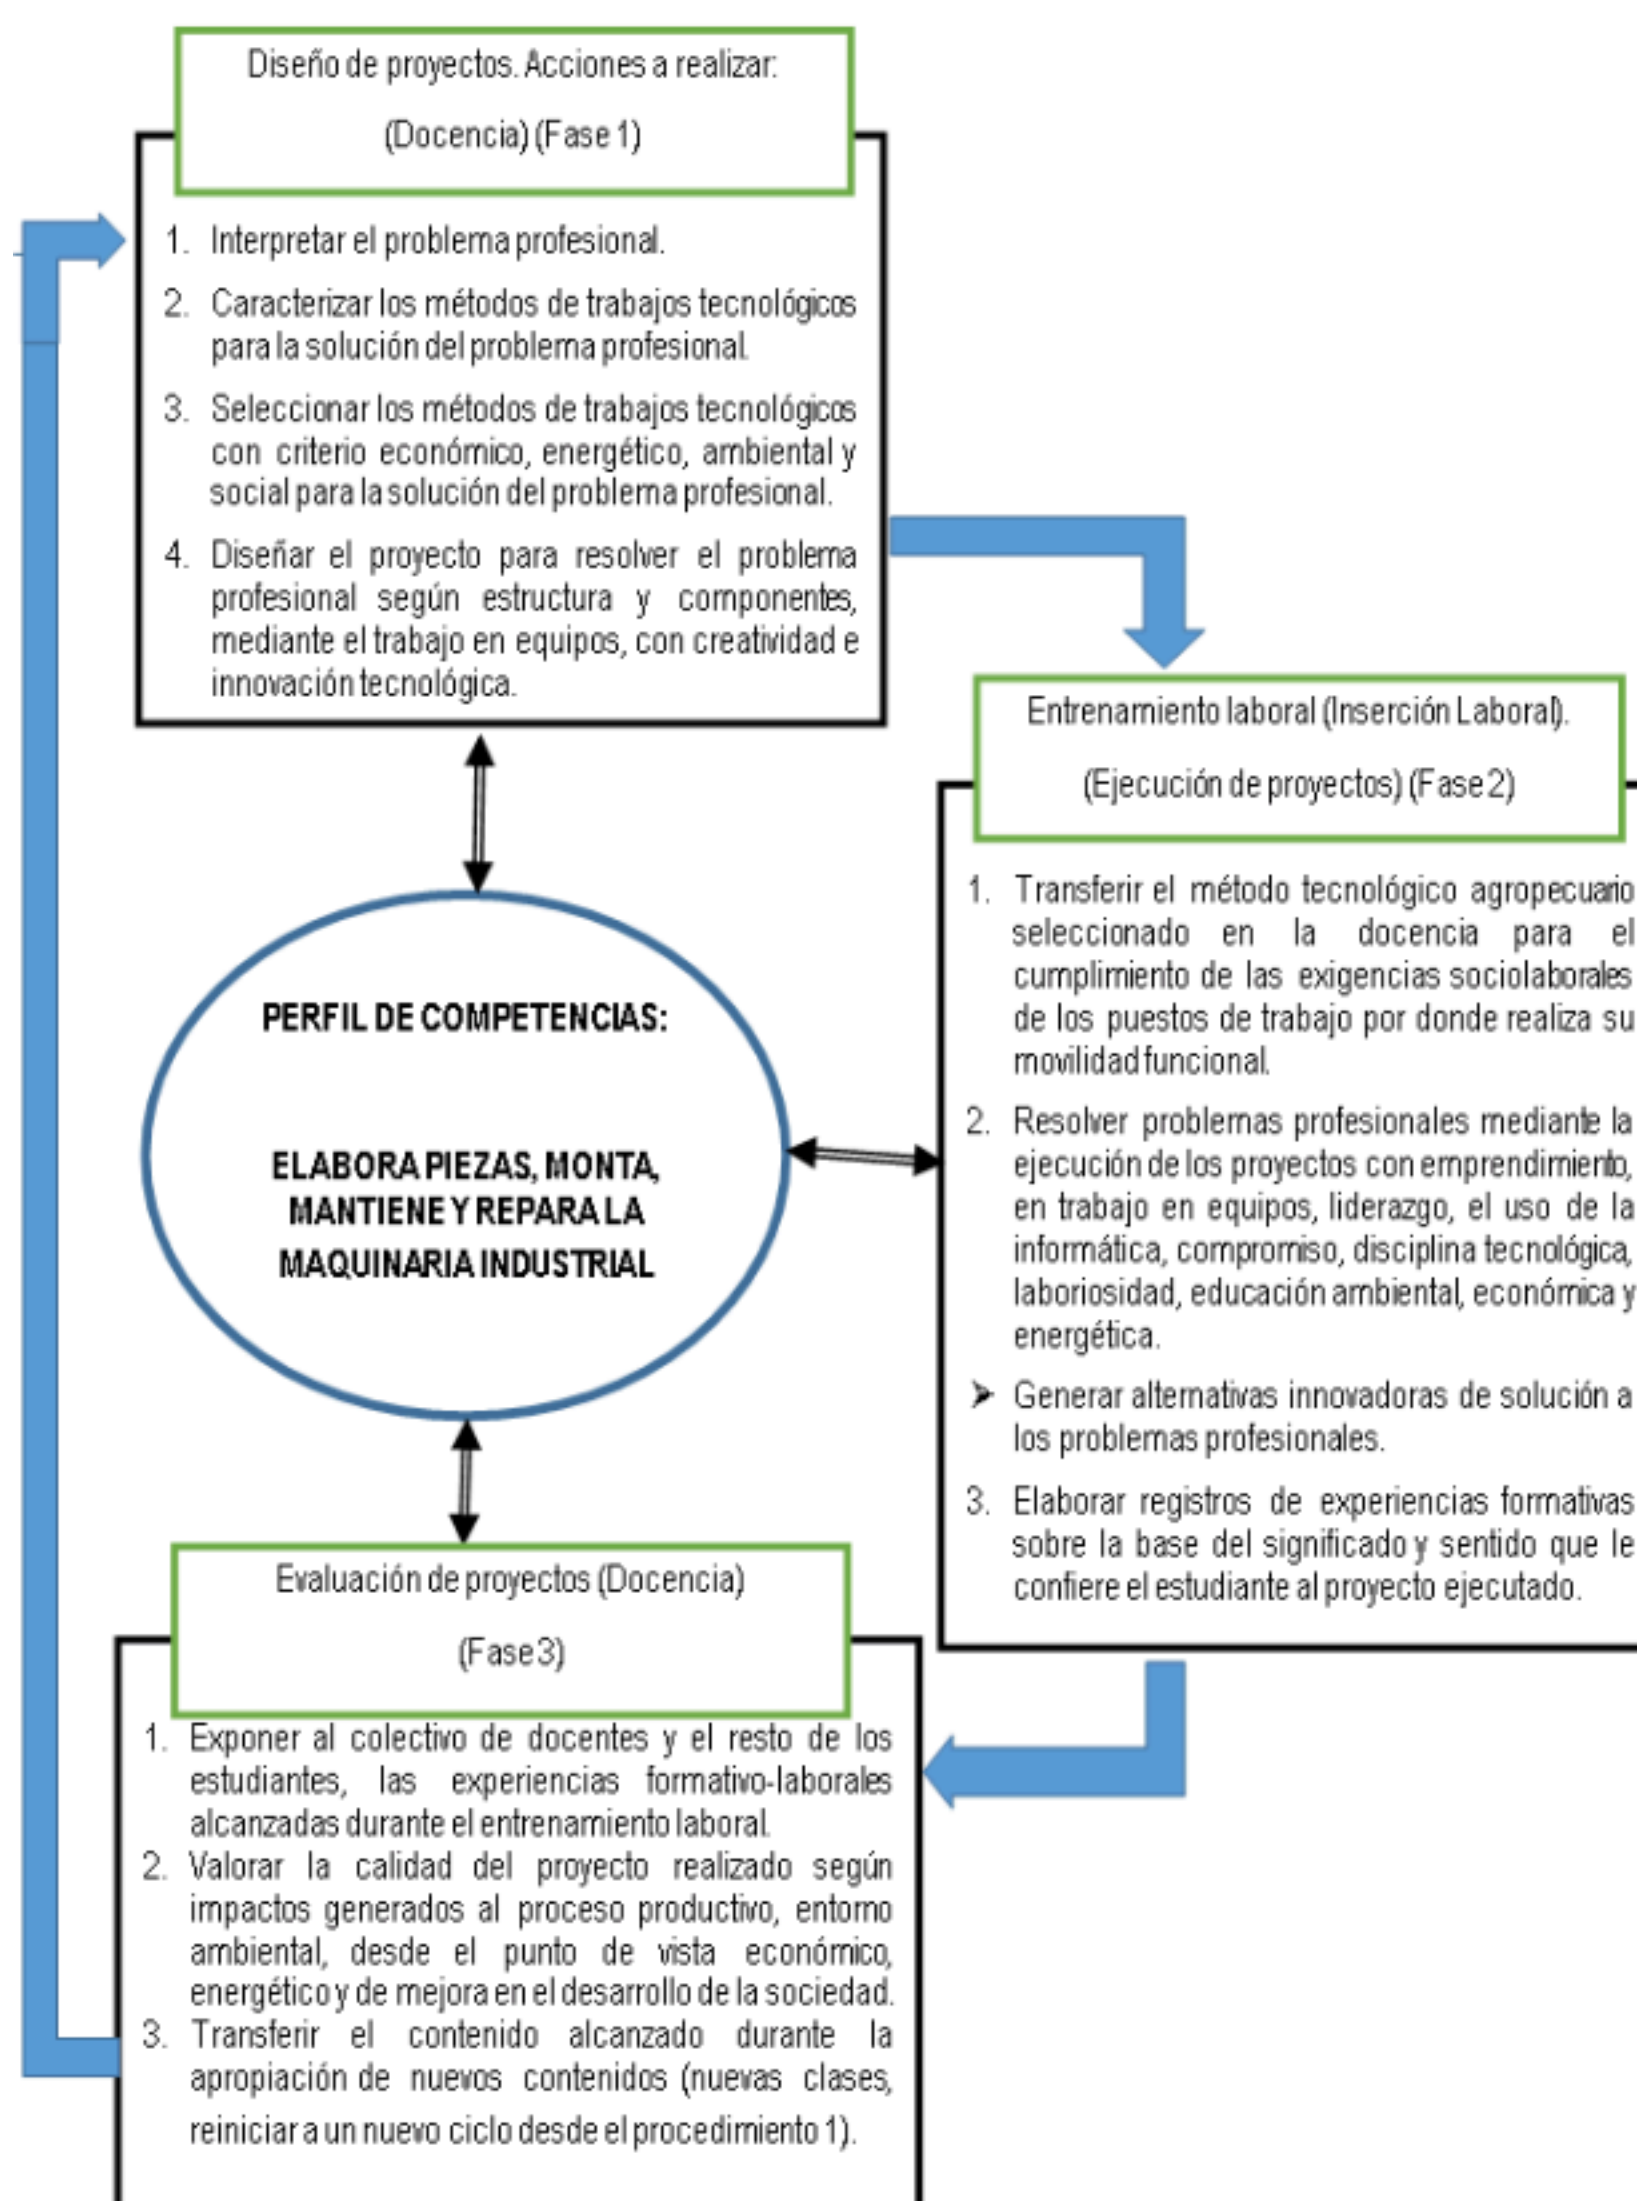 Diseño de proyectos. Acciones a realizar:
(Docencia) (Fase 1)
1. Interpretar el problema profesional.
2. Caracterizar los métodos de trabajos tecnológicos
para la solución del problema profesional.
3. Seleccionar los métodos de trabajos tecnológicos
con criterio económico, energético, ambiental y
social para la solución del problema profesional.
4. Diseñar el proyecto para resolver el problema
profesional según estructura y componentes,
mediante el trabajo en equipos, con creatividad e
innovación tecnológica.
Entrenamiento laboral (Inserción Laboral).
(Ejecución de proyectos) (Fase 2)
1. Transferir el método tecnológico agropecuario
seleccionado en la docencia para el
cumplimiento de las exigencias sociolaborales
de los puestos de trabajo por donde realiza su
movilidad funcional.
2. Resolver problemas profesionales mediante la
ejecución de los proyectos con emprendimiento,
en trabajo en equipos, liderazgo, el uso de la
informática, compromiso, disciplina tecnológica,
laboriosidad, educación ambiental, económica y
energética.
➤ Generar alternativas innovadoras de solución a
los problemas profesionales.
3. Elaborar registros de experiencias formativas
sobre la base del significado y sentido que le
confiere el estudiante al proyecto ejecutado.
PERFIL DE COMPETENCIAS:
ELABORA PIEZAS, MONTA,
MANTIENE Y REPARA LA
MAQUINARIA INDUSTRIAL
Evaluación de proyectos (Docencia)
(Fase 3)
1. Exponer al colectivo de docentes y el resto de los
estudiantes, las experiencias formativo-laborales
alcanzadas durante el entrenamiento laboral.
2. Valorar la calidad del proyecto realizado según
impactos generados al proceso productivo, entorno
ambiental, desde el punto de vista económico,
energético y de mejora en el desarrollo de la sociedad.
3. Transferir el contenido alcanzado durante la
apropiación de nuevos contenidos (nuevas clases,
reiniciar a un nuevo ciclo desde el procedimiento 1).